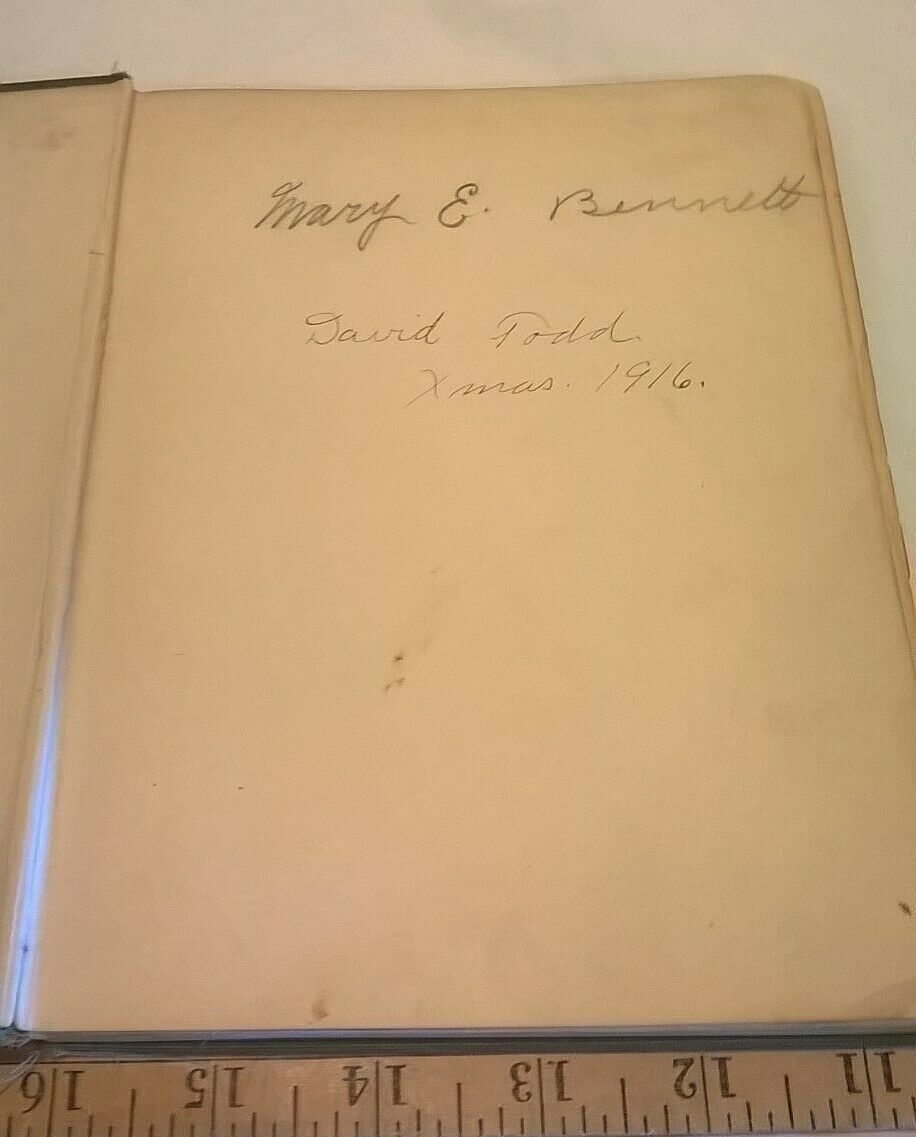 Mary E. Bennett
David Todd.
Xmas. 1916.
16 15 14 13 12 11